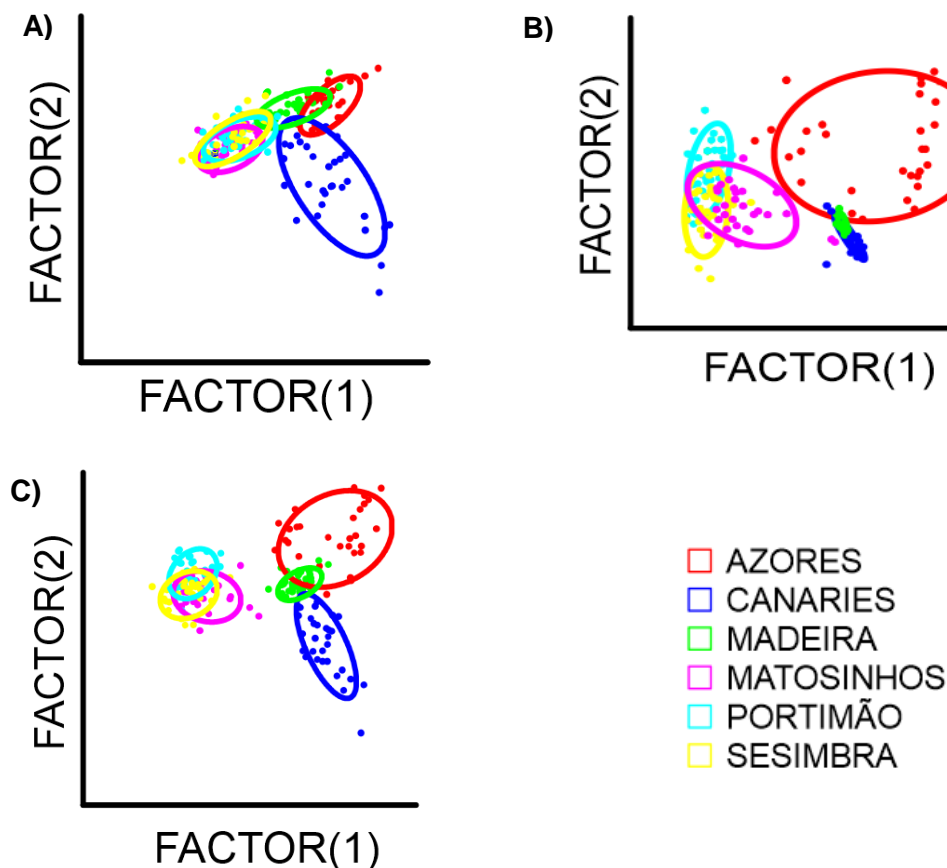 A)
FACTOR(2)
FACTOR(1)
B)
FACTOR(2)
FACTOR(1)
C)
FACTOR(2)
FACTOR(1)
AZORES
CANARIES
MADEIRA
MATOSINHOS
PORTIMÃO
SESIMBRA